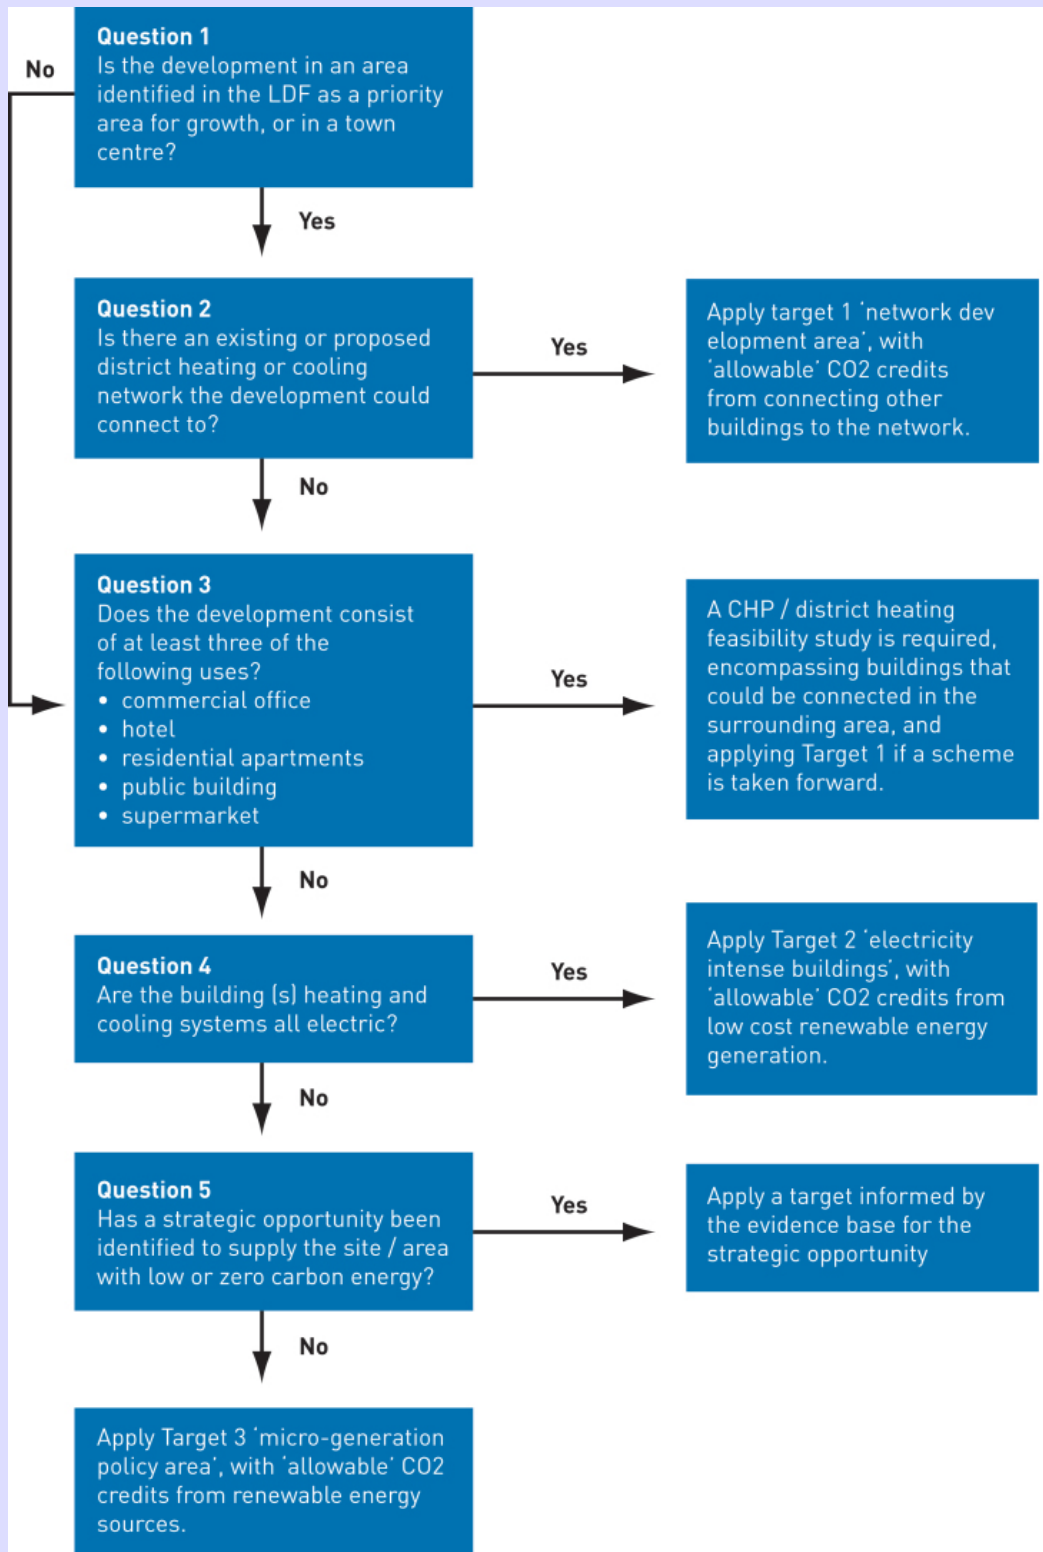 Question 1
Is the development in an area
identified in the LDF as a priority
area for growth, or in a town
centre?
No
Yes
Question 2
Is there an existing or proposed
district heating or cooling
network the development could
connect to?
Yes
Apply target 1 ‘network dev
elopment area’, with
‘allowable’ CO2 credits
from connecting other
buildings to the network.
No
Question 3
Does the development consist
of at least three of the
following uses?
• commercial office
• hotel
• residential apartments
• public building
• supermarket
Yes
A CHP / district heating
feasibility study is required,
encompassing buildings that
could be connected in the
surrounding area, and
applying Target 1 if a scheme
is taken forward.
No
Question 4
Are the building (s) heating and
cooling systems all electric?
Yes
Apply Target 2 ‘electricity
intense buildings’, with
‘allowable’ CO2 credits from
low cost renewable energy
generation.
No
Question 5
Has a strategic opportunity been
identified to supply the site / area
with low or zero carbon energy?
Yes
Apply a target informed by
the evidence base for the
strategic opportunity
No
Apply Target 3 ‘micro-generation
policy area’, with ‘allowable’ CO2
credits from renewable energy
sources.